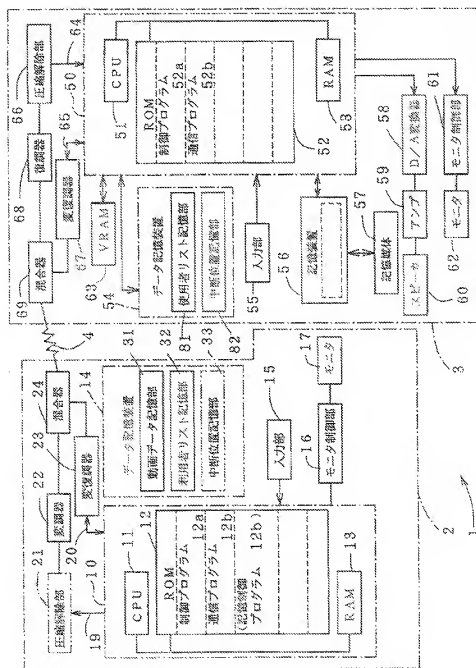 1
2
3
4
10
19
20
圧縮解除部
21
変調器
22
変復調器
23
混合器
24
CPU
11
ROM
制御プログラム
12a
通信プログラム
12b
(記憶制御
プログラム 12b)
12
RAM
13
データ記憶装置
14
動画データ記憶部
31
利用者リスト記憶部
32
中断位置記憶部
33
入力部
15
モニタ制御部
16
モニタ
17
混合器
69
復調器
68
圧縮解除部
66
変復調器
65
64
67
50
VRAM
63
CPU
51
ROM
制御プログラム
52a
通信プログラム
52b
52
RAM
53
データ記憶装置
54
使用者リスト記憶部
81
中断位置記憶部
82
入力部
55
記憶装置
56
記憶媒体
57
D/A変換器
58
アンプ
59
スピーカ
60
モニタ制御部
61
モニタ
62